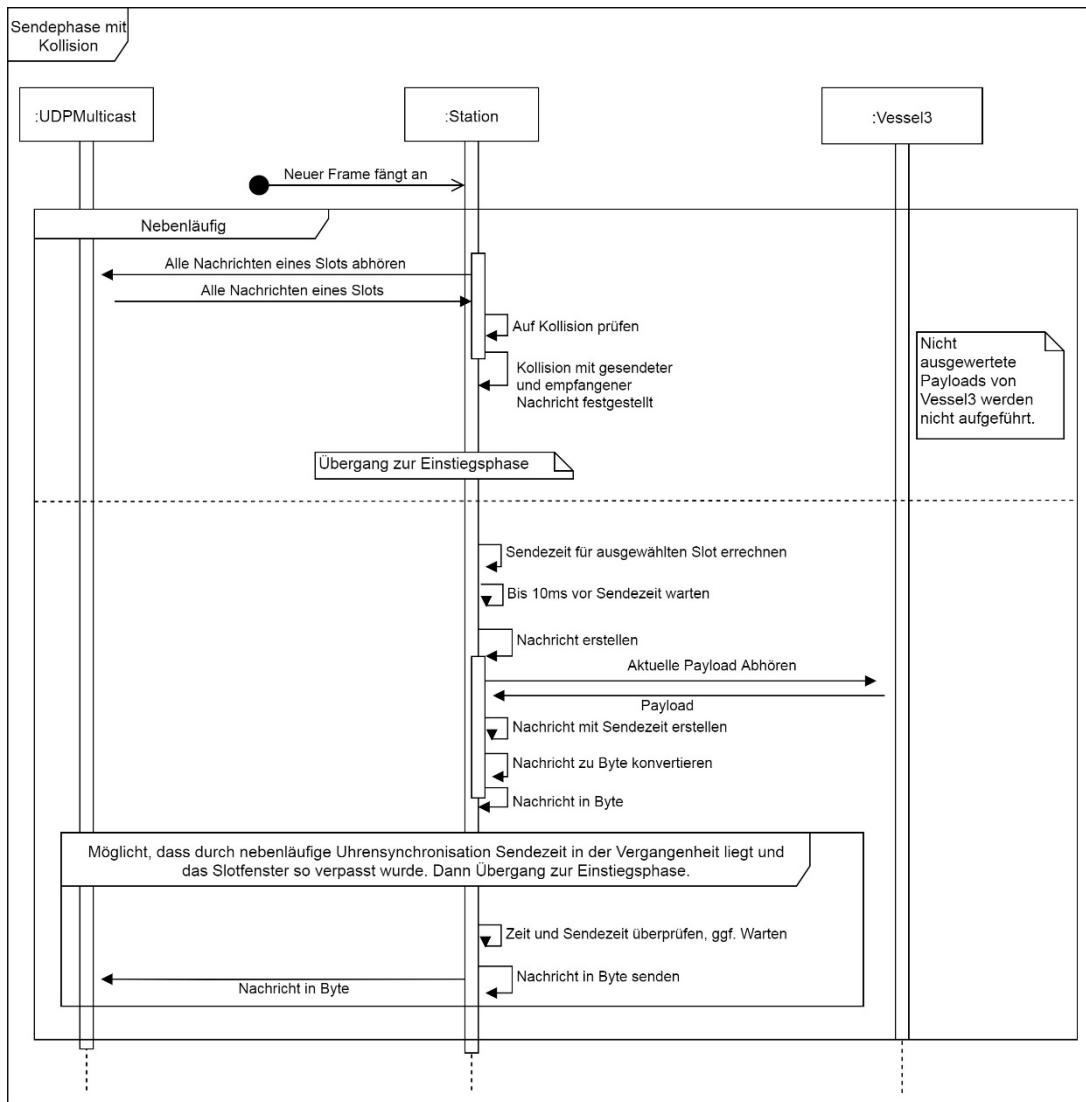 Sendephase mit
Kollision
:UDPMulticast
:Station
:Vessel3
Neuer Frame fängt an
Nebenläufig
Alle Nachrichten eines Slots abhören
Alle Nachrichten eines Slots
Auf Kollision prüfen
Kollision mit gesendeter
und empfangener
Nachricht festgestellt
Nicht
ausgewertete
Payloads von
Vessel3 werden
nicht aufgeführt.
Übergang zur Einstiegsphase
Sendezeit für ausgewählten Slot errechnen
Bis 10ms vor Sendezeit warten
Nachricht erstellen
Aktuelle Payload Abhören
Payload
Nachricht mit Sendezeit erstellen
Nachricht zu Byte konvertieren
Nachricht in Byte
Möglicht, dass durch nebenläufige Uhrensynchronisation Sendezeit in der Vergangenheit liegt und
das Slotfenster so verpasst wurde. Dann Übergang zur Einstiegsphase.
Zeit und Sendezeit überprüfen, ggf. Warten
Nachricht in Byte senden
Nachricht in Byte